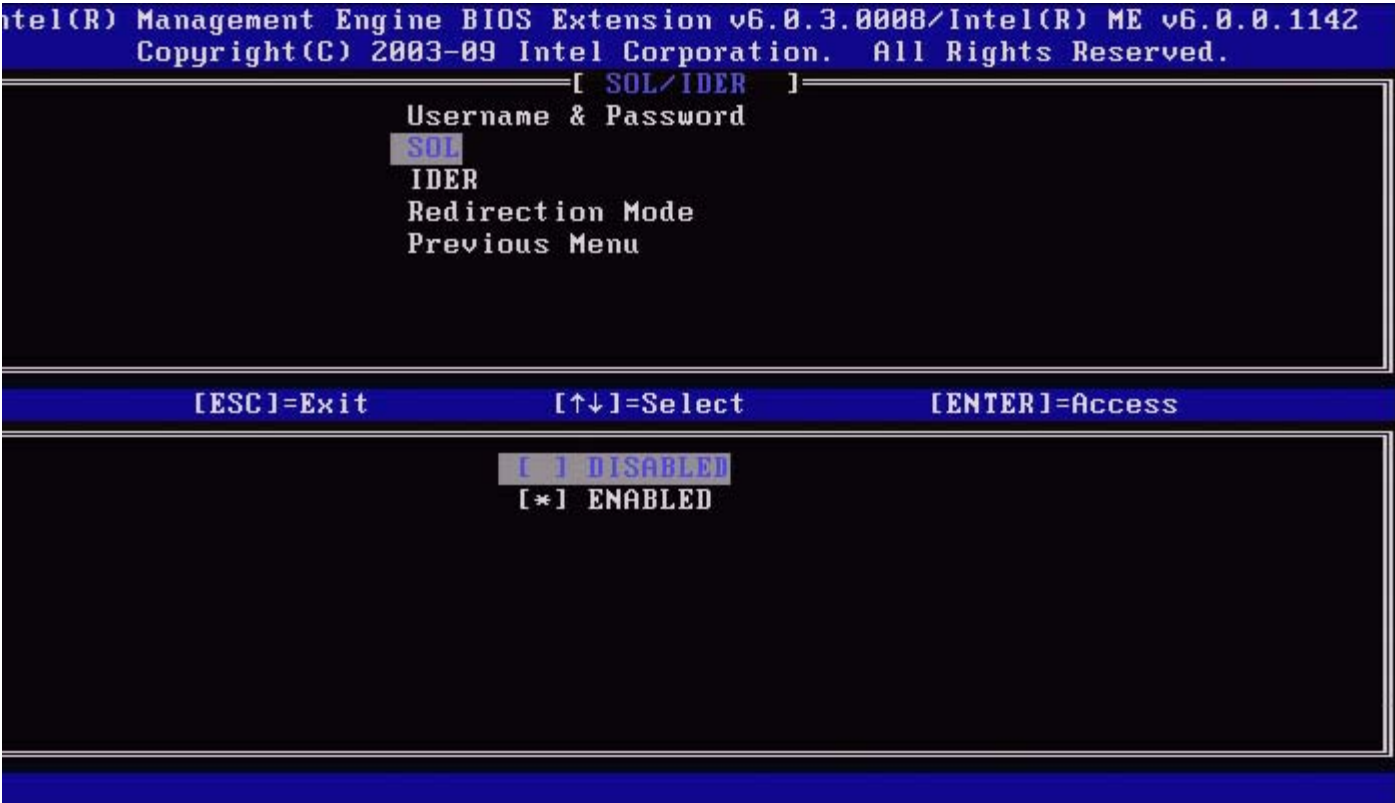 ntel(R) Management Engine BIOS Extension v6.0.3.0008/Intel(R) ME v6.0.0.1142
Copyright(C) 2003-09 Intel Corporation. All Rights Reserved.
[ SOL/IDER ]
Username & Password
SOL
IDER
Redirection Mode
Previous Menu
[ESC]=Exit [↑↓]=Select [ENTER]=Access
[ ] DISABLED
[*] ENABLED